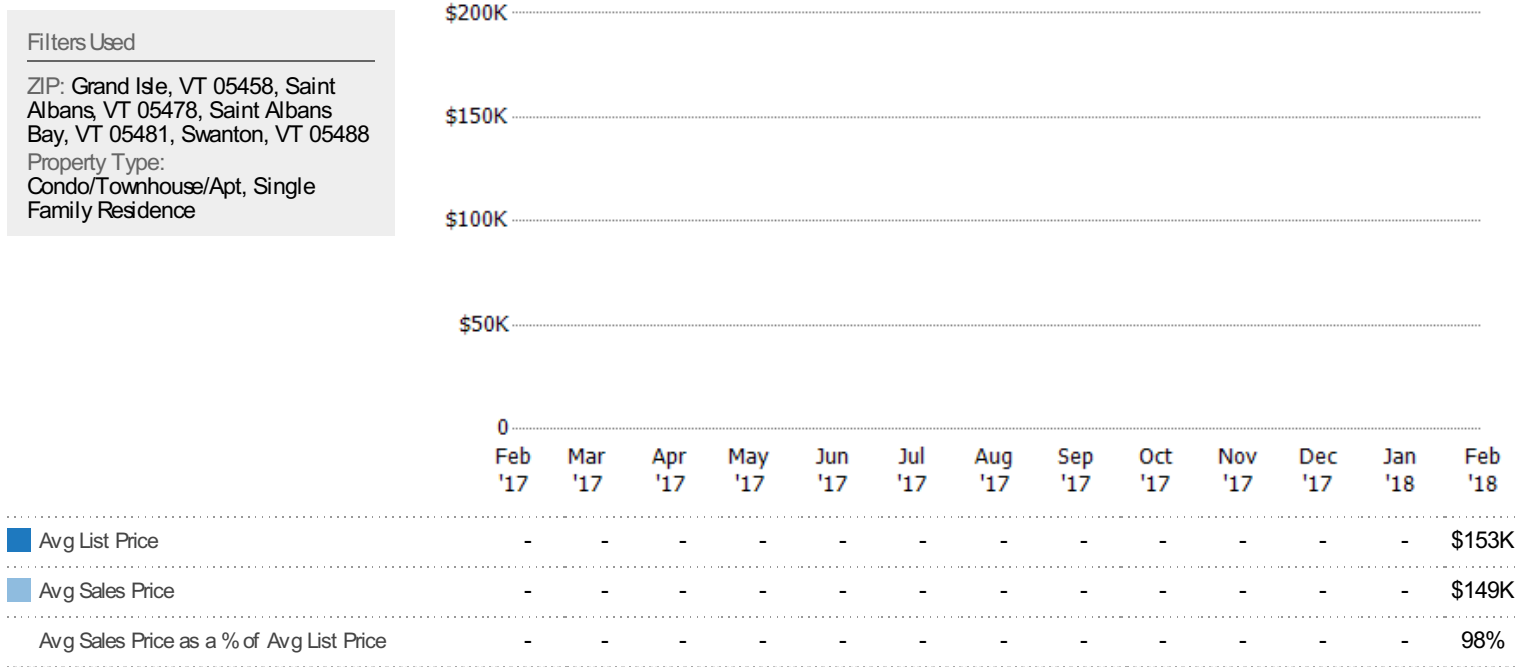 Filters Used
ZIP: Grand Isle, VT 05458, Saint
Albans, VT 05478, Saint Albans
Bay, VT 05481, Swanton, VT 05488
Property Type:
Condo/Townhouse/Apt, Single
Family Residence
$200K
$150K
$100K
$50K
0
Feb Mar Apr May Jun Jul Aug Sep Oct Nov Dec Jan Feb
'17 '17 '17 '17 '17 '17 '17 '17 '17 '17 '17 '18 '18
Avg List Price - - - - - - - - - - - - $153K
Avg Sales Price - - - - - - - - - - - - $149K
Avg Sales Price as a % of Avg List Price - - - - - - - - - - - - 98%